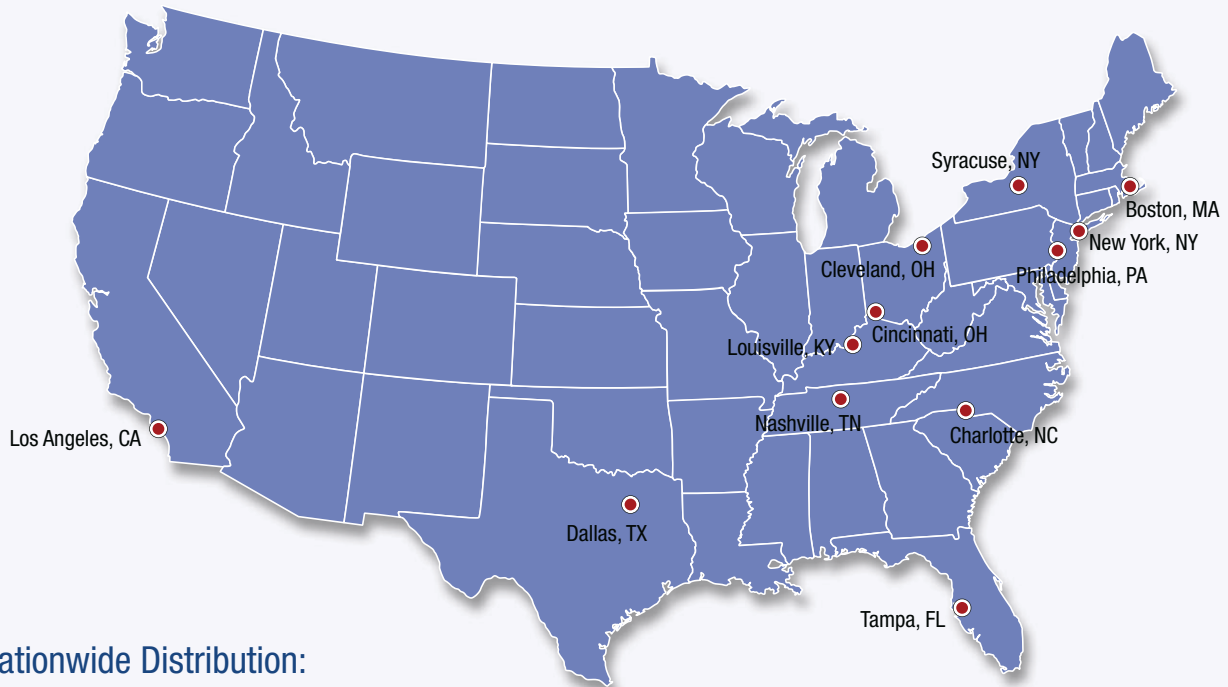 Syracuse, NY
Boston, MA
New York, NY
Cleveland, OH
Philadelphia, PA
Cincinnati, OH
Louisville, KY
Nashville, TN
Charlotte, NC
Los Angeles, CA
Dallas, TX
Tampa, FL
ationwide Distribution: